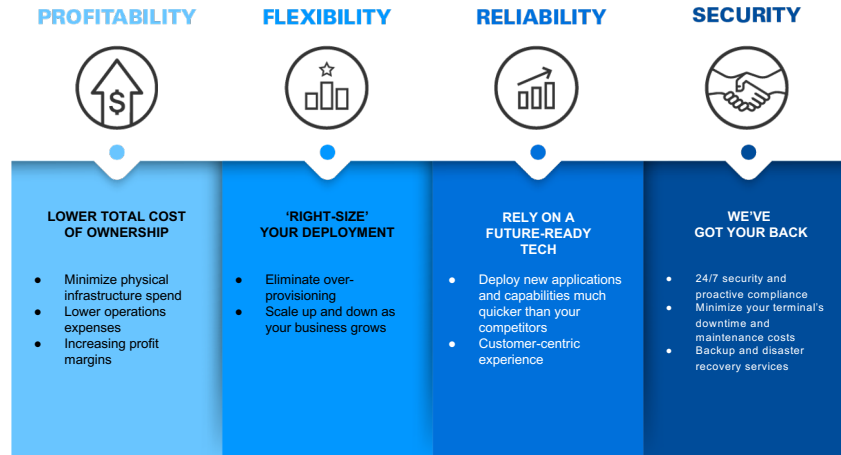 PROFITABILITY
FLEXIBILITY
RELIABILITY
SECURITY
$
LOWER TOTAL COST
OF OWNERSHIP
● Minimize physical
infrastructure spend
● Lower operations
expenses
● Increasing profit
margins
‘RIGHT-SIZE’
YOUR DEPLOYMENT
● Eliminate over-
provisioning
● Scale up and down as
your business grows
RELY ON A
FUTURE-READY
TECH
● Deploy new applications
and capabilities much
quicker than your
competitors
● Customer-centric
experience
WE’VE
GOT YOUR BACK
● 24/7 security and
proactive compliance
● Minimize your terminal’s
downtime and
maintenance costs
● Backup and disaster
recovery services